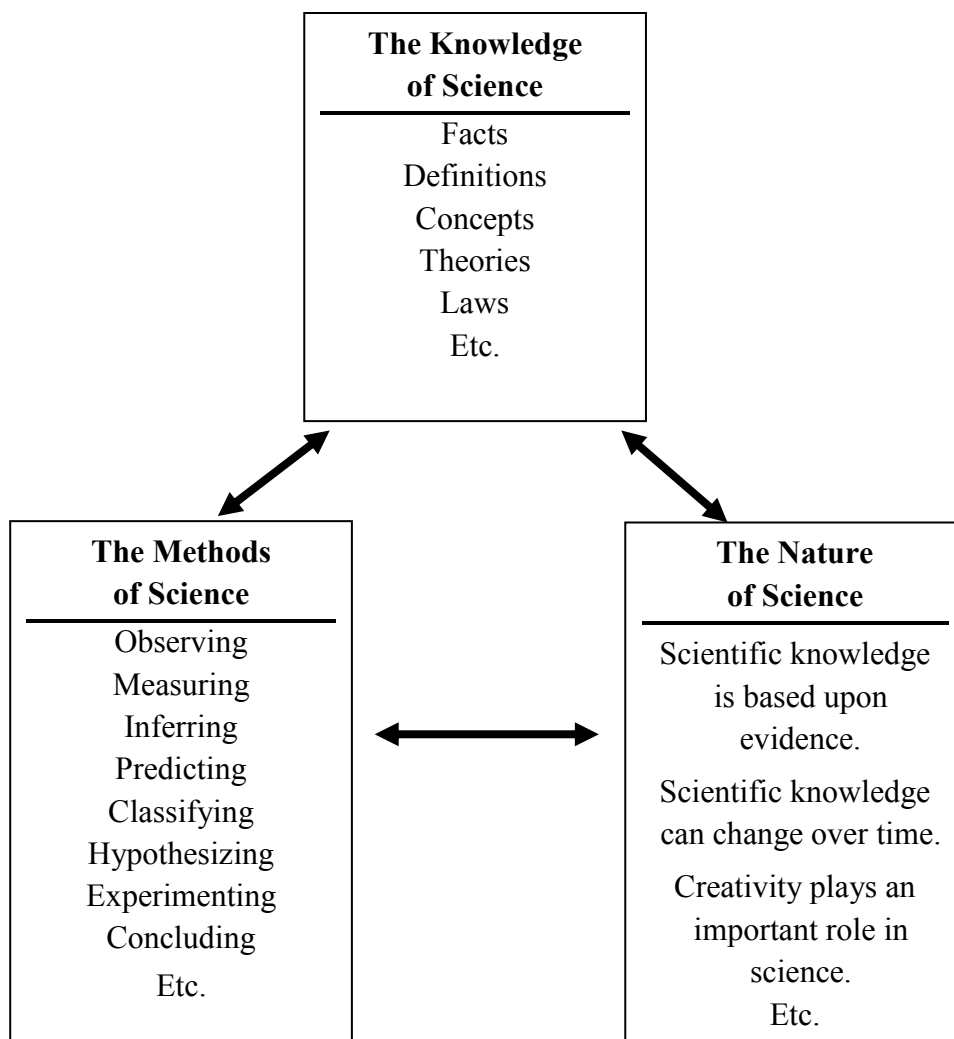 The Knowledge
of Science
Facts
Definitions
Concepts
Theories
Laws
Etc.
The Methods
of Science
Observing
Measuring
Inferring
Predicting
Classifying
Hypothesizing
Experimenting
Concluding
Etc.
The Nature
of Science
Scientific knowledge
is based upon
evidence.
Scientific knowledge
can change over time.
Creativity plays an
important role in
science.
Etc.